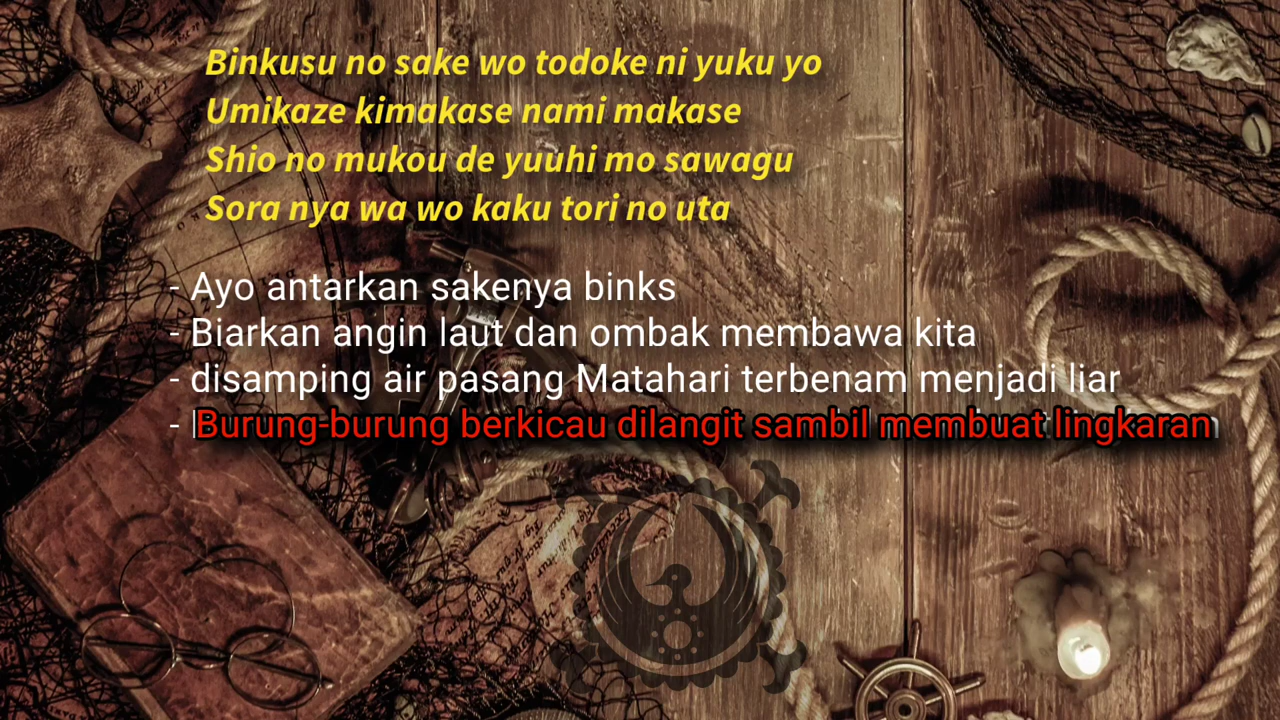 Binkusu no sake wo todoke ni yuku yo
Umikaze kimakase nami makase
Shio no mukou de yuuhi mo sawagu
Sora nya wa wo kaku tori no uta
- Ayo antarkan sakenya binks
- Biarkan angin laut dan ombak membawa kita
- disamping air pasang Matahari terbenam menjadi liar
- Burung-burung berkicau dilangit sambil membuat lingkaran